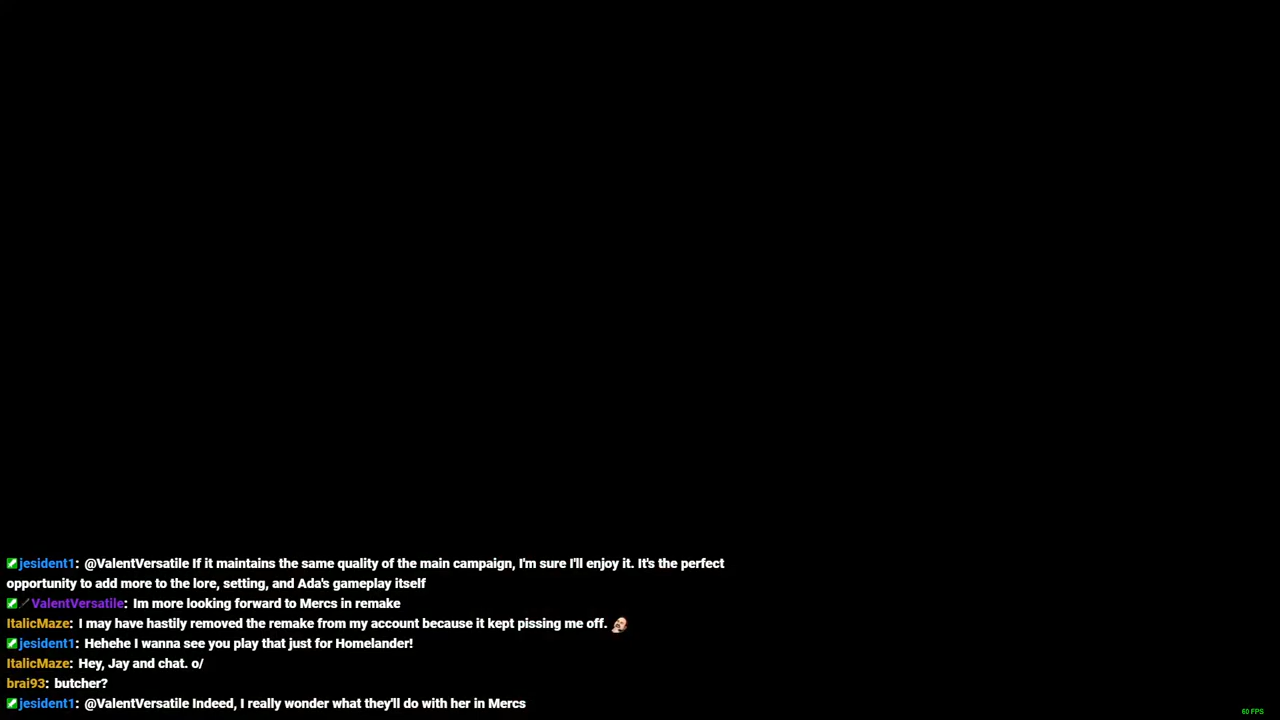 jesident1: @ValentVersatile If it maintains the same quality of the main campaign, I'm sure I'll enjoy it. It's the perfect
opportunity to add more to the lore, setting, and Ada's gameplay itself
ValentVersatile: Im more looking forward to Mercs in remake
ItalicMaze: I may have hastily removed the remake from my account because it kept pissing me off.
jesident1: Hehehe I wanna see you play that just for Homelander!
ItalicMaze: Hey, Jay and chat. o/
brai93: butcher?
jesident1: @ValentVersatile Indeed, I really wonder what they'll do with her in Mercs
60 FPS